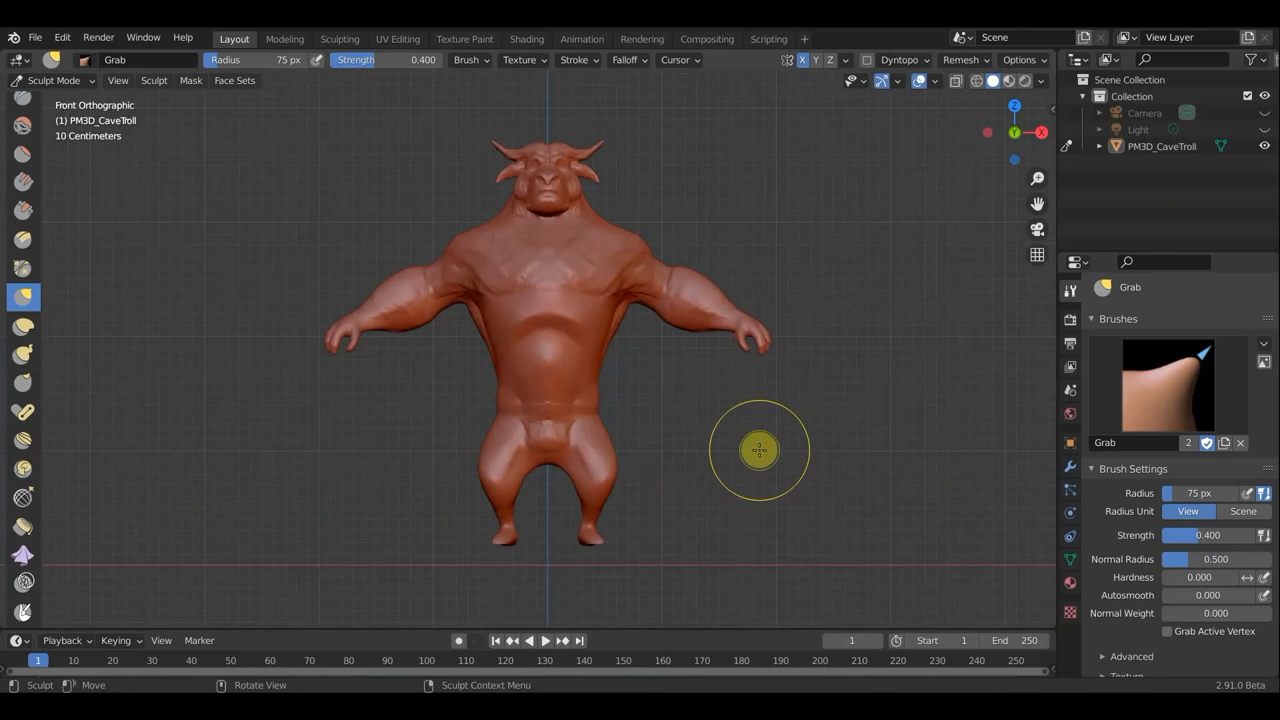 File Edit Render Window Help Layout Modeling Sculpting UV Editing Texture Paint Shading Animation Rendering Compositing Scripting + Scene View Layer
Grab Radius 75 px Strength 0.400 Brush Texture Stroke Falloff Cursor X Y Z Dyntopo Remesh Options
Sculpt Mode View Sculpt Mask Face Sets
Scene Collection
Collection
Camera
Light
PM3D_CaveTroll
Front Orthographic
(1) PM3D_CaveTroll
10 Centimeters
Z
Y
X
Grab
Brushes
Grab 2
Brush Settings
Radius 75 px
Radius Unit View Scene
Strength 0.400
Normal Radius 0.500
Hardness 0.000
Autosmooth 0.000
Normal Weight 0.000
Grab Active Vertex
Advanced
Playback Keying View Marker 1 Start 1 End 250
1 10 20 30 40 50 60 70 80 90 100 110 120 130 140 150 160 170 180 190 200 210 220 230 240 250
Sculpt Move Rotate View Sculpt Context Menu 2.91.0 Beta